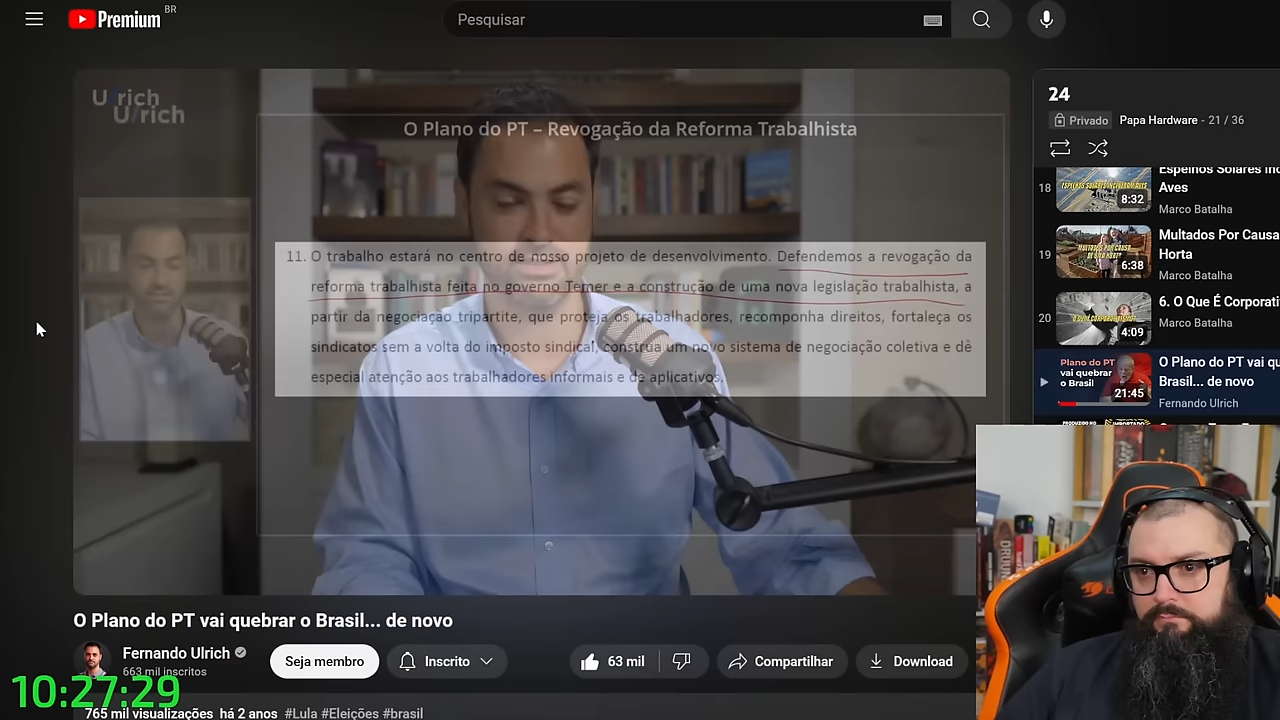 Premium
BR
Pesquisar
Ulrich
Ulrich
O Plano do PT – Revogação da Reforma Trabalhista
11. O trabalho estará no centro de nosso projeto de desenvolvimento. Defendemos a revogação da
reforma trabalhista feita no governo Temer e a construção de uma nova legislação trabalhista, a
partir da negociação tripartite, que proteja os trabalhadores, recomponha direitos, fortaleça os
sindicatos sem a volta do imposto sindical, construa um novo sistema de negociação coletiva e dê
especial atenção aos trabalhadores informais e de aplicativos.
O Plano do PT vai quebrar o Brasil... de novo
Fernando Ulrich
663 mil inscritos
Seja membro
Inscrito
63 mil
Compartilhar
Download
10:27:29
765 mil visualizações há 2 anos #Lula #Eleições #brasil
24
Privado
Papa Hardware - 21 / 36
18
8:32
Espelhos Solares Inc
Aves
Marco Batalha
19
6:38
Multados Por Causa
Horta
Marco Batalha
20
4:09
6. O Que É Corporati
Marco Batalha
Plano do PT
vai quebrar
o Brasil
21:45
O Plano do PT vai qu
Brasil... de novo
Fernando Ulrich